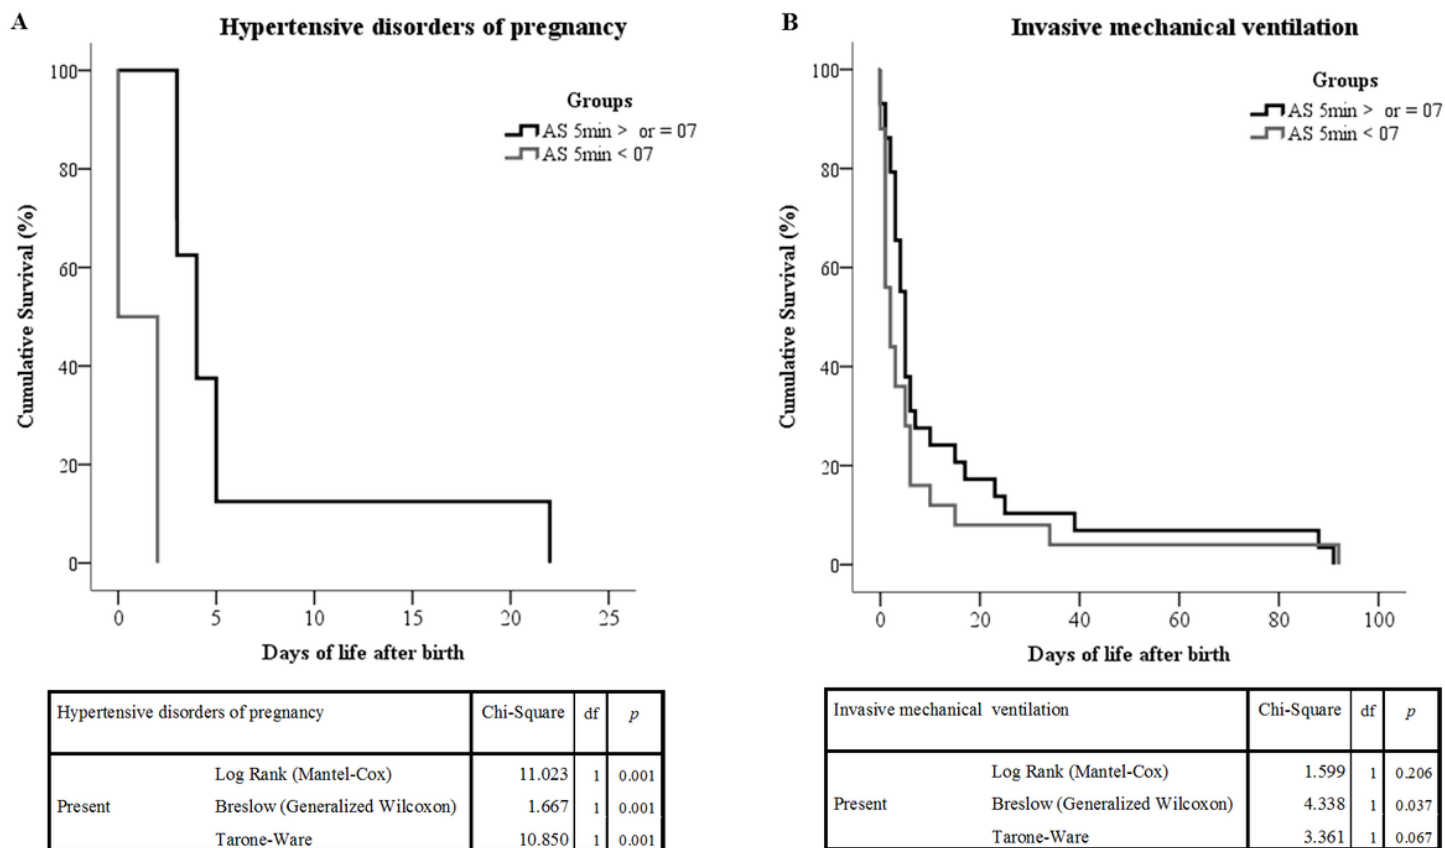 A
Hypertensive disorders of pregnancy
Groups
AS 5min > or = 07
AS 5min < 07
Cumulative Survival (%)
100
80
60
40
20
0
0 5 10 15 20 25
Days of life after birth
Hypertensive disorders of pregnancy Chi-Square df p
Log Rank (Mantel-Cox) 11.023 1 0.001
Present Breslow (Generalized Wilcoxon) 1.667 1 0.001
Tarone-Ware 10.850 1 0.001
B
Invasive mechanical ventilation
Groups
AS 5min > or = 07
AS 5min < 07
Cumulative Survival (%)
100
80
60
40
20
0
0 20 40 60 80 100
Days of life after birth
Invasive mechanical ventilation Chi-Square df p
Log Rank (Mantel-Cox) 1.599 1 0.206
Present Breslow (Generalized Wilcoxon) 4.338 1 0.037
Tarone-Ware 3.361 1 0.067